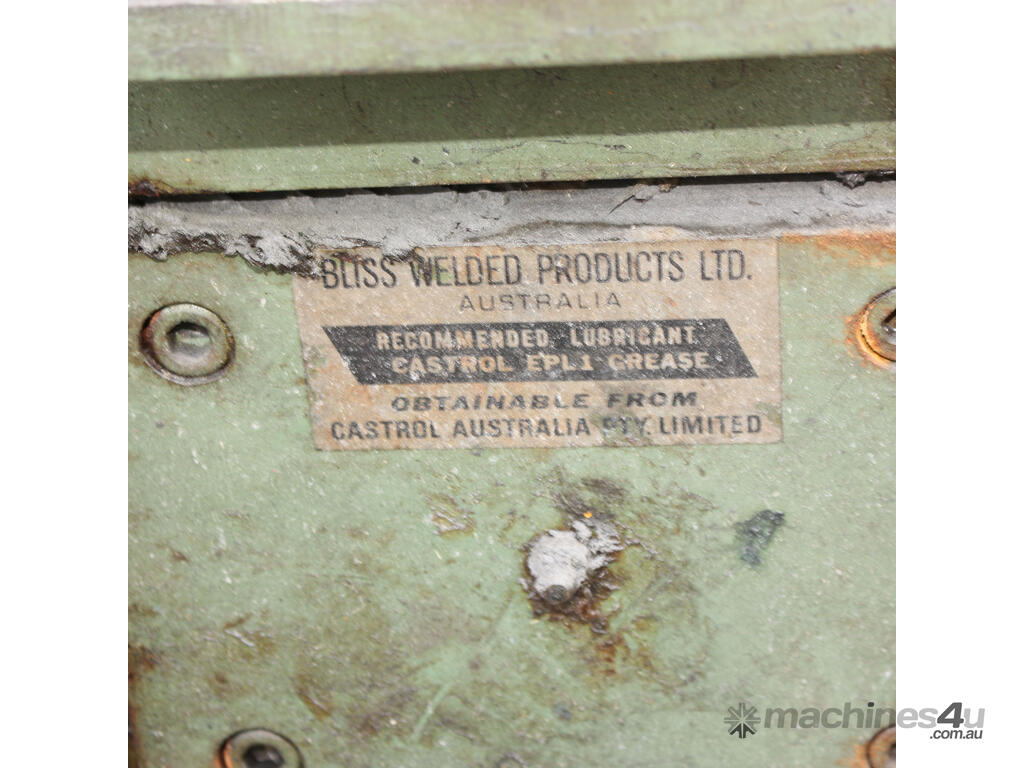 BLISS WELDED PRODUCTS LTD.
AUSTRALIA
RECOMMENDED LUBRICANT
CASTROL EPL1 GREASE
OBTAINABLE FROM
CASTROL AUSTRALIA PTY. LIMITED
machines4u
.com.au